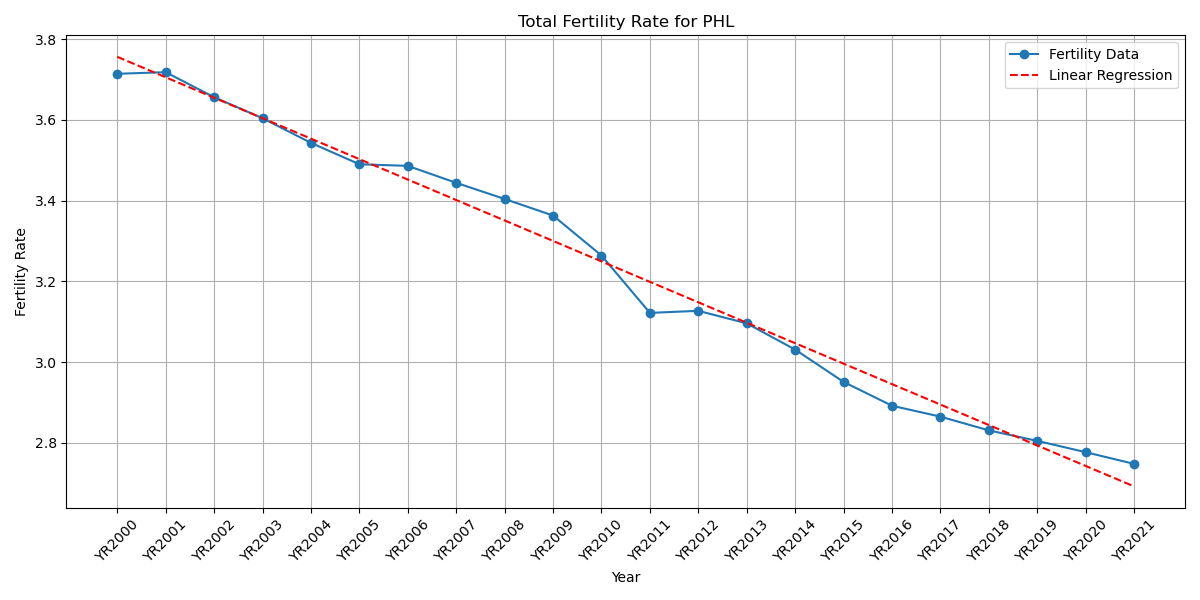 Total Fertility Rate for PHL
Fertility Data
Linear Regression
Fertility Rate
3.8
3.6
3.4
3.2
3.0
2.8
YR2000
YR2001
YR2002
YR2003
YR2004
YR2005
YR2006
YR2007
YR2008
YR2009
YR2010
YR2011
YR2012
YR2013
YR2014
YR2015
YR2016
YR2017
YR2018
YR2019
YR2020
YR2021
Year